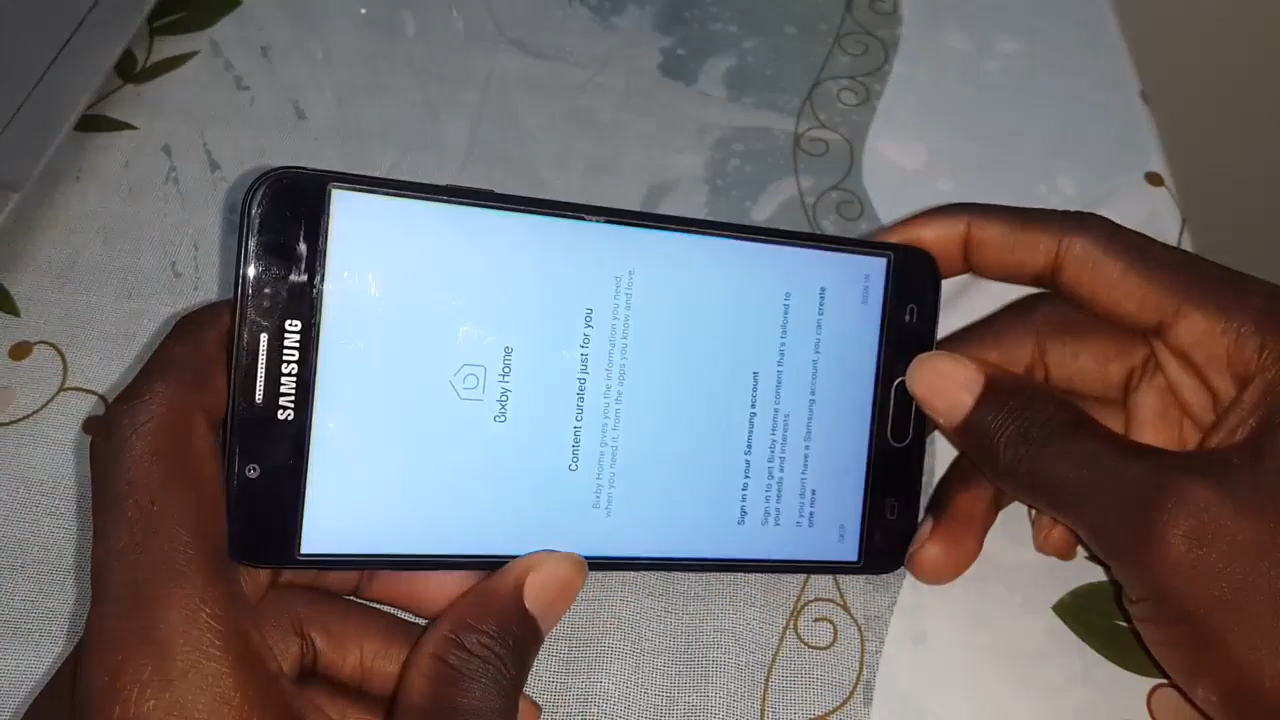 SAMSUNG
Bixby Home
Content curated just for you
Bixby Home gives you the information you need,
when you need it, from the apps you know and love.
Sign in to your Samsung account
Sign in to get Bixby Home content that's tailored to
your needs and interests.
If you don't have a Samsung account, you can create
one now
SKIP
SIGN IN